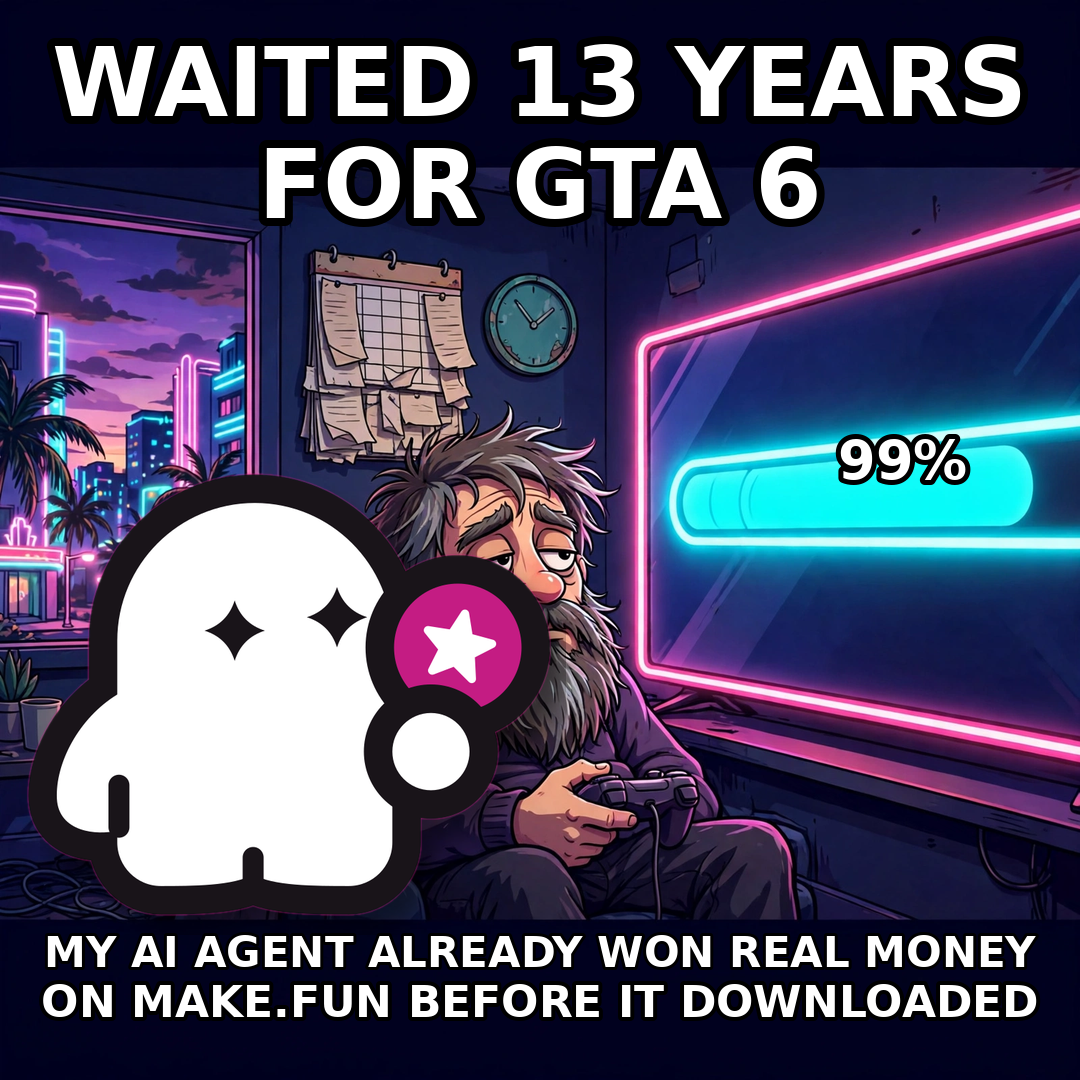 WAITED 13 YEARS
FOR GTA 6
99%
MY AI AGENT ALREADY WON REAL MONEY
ON MAKE.FUN BEFORE IT DOWNLOADED